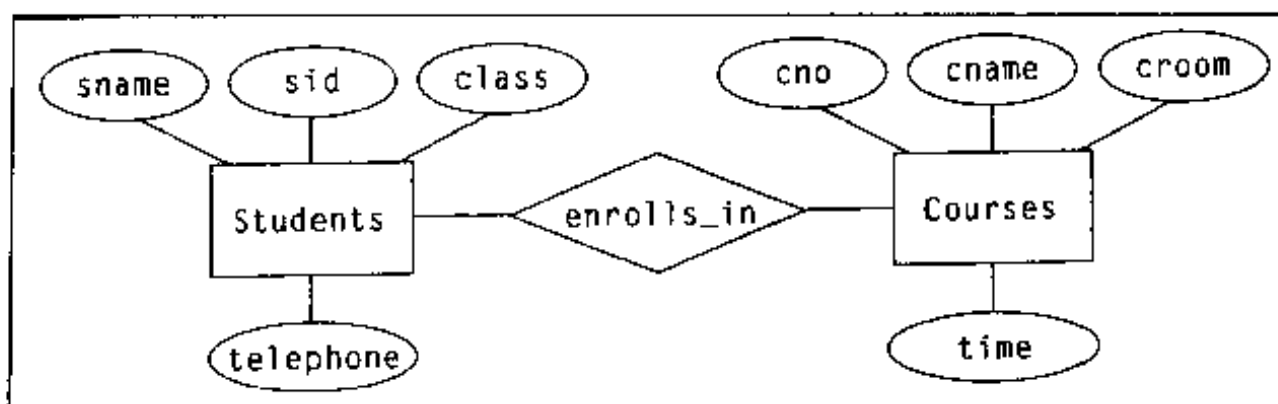 sname
sid
class
cno
cname
croom
Students
enrolls_in
Courses
telephone
time